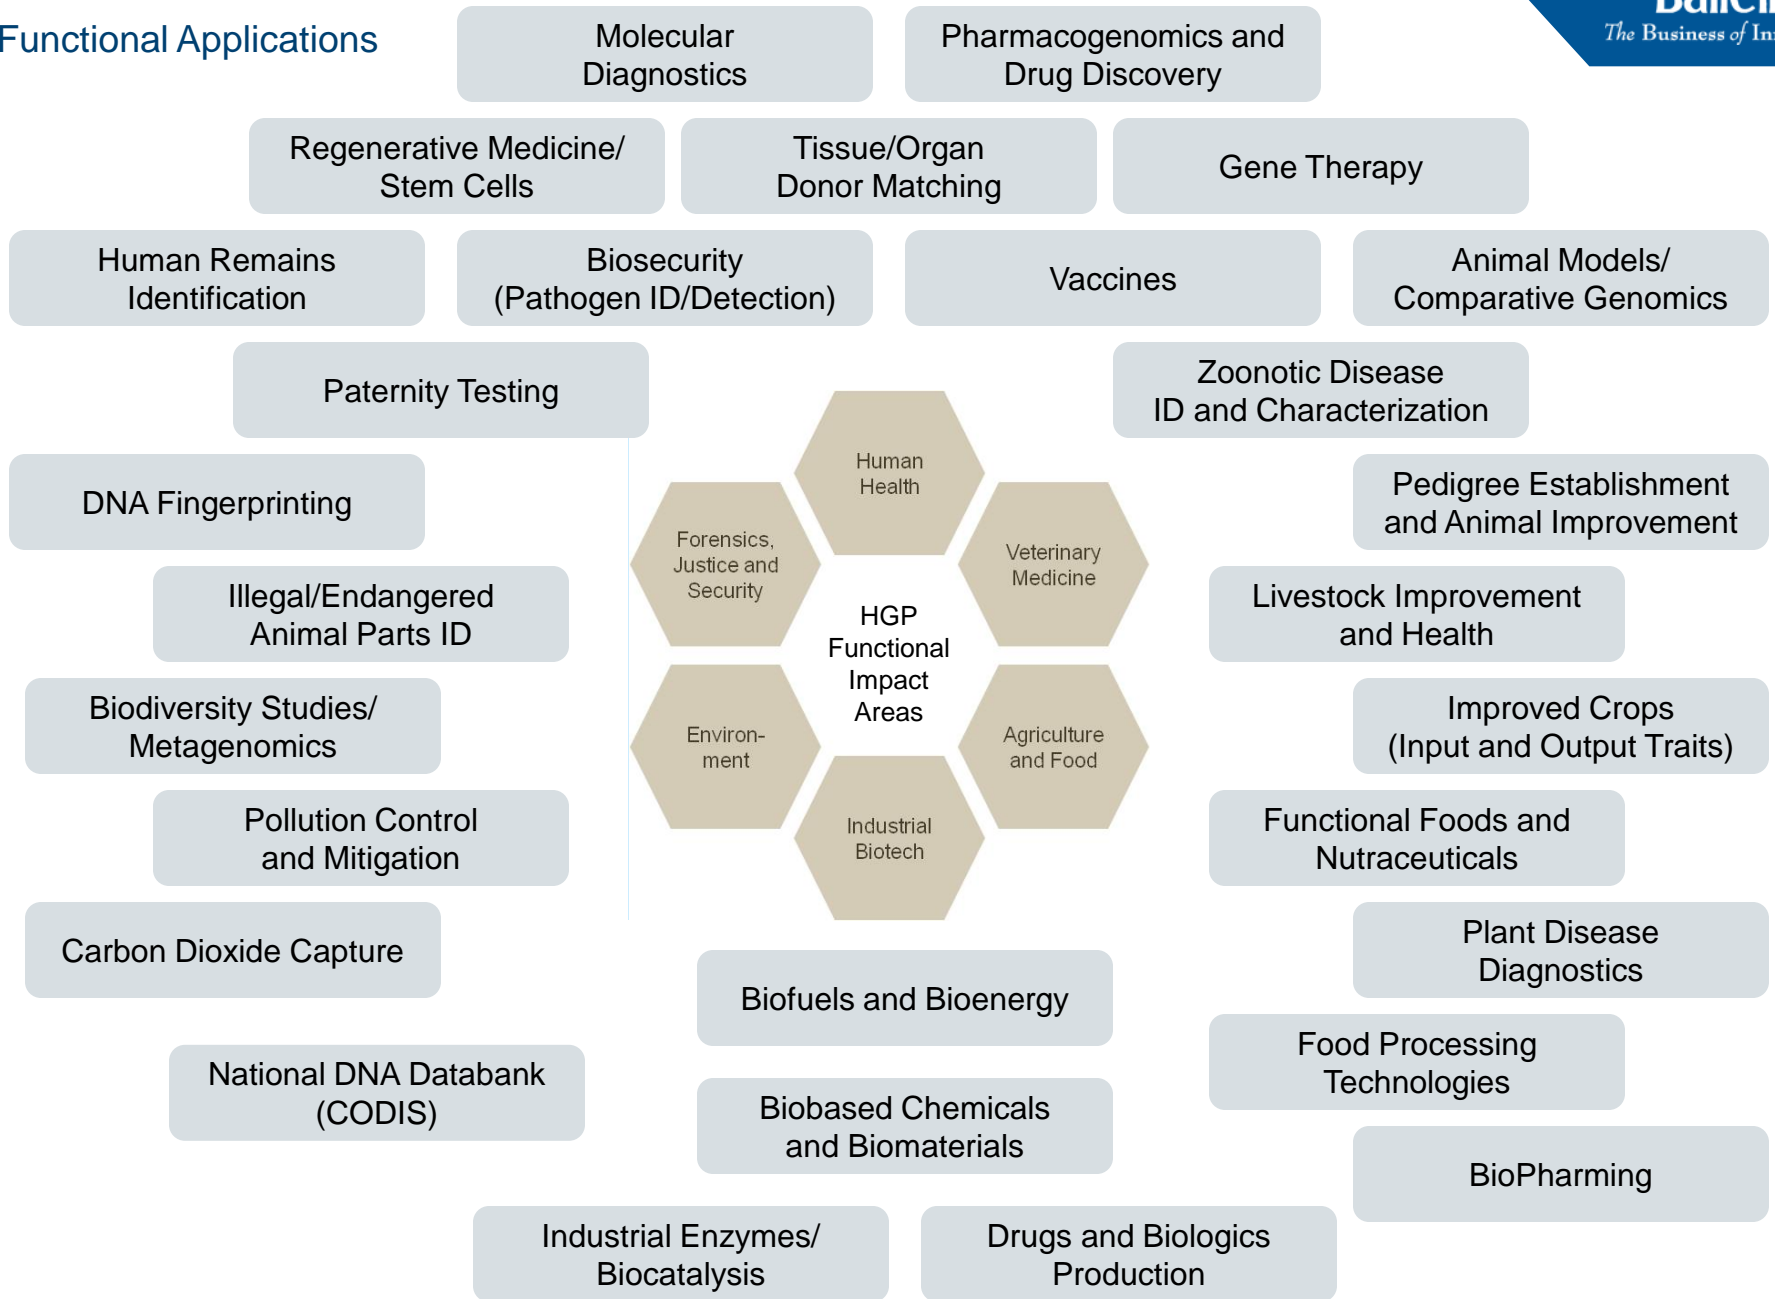 Functional Applications
The Business of
Molecular
Diagnostics
Pharmacogenomics and
Drug Discovery
Regenerative Medicine/
Stem Cells
Tissue/Organ
Donor Matching
Gene Therapy
Human Remains
Identification
Biosecurity
(Pathogen ID/Detection)
Vaccines
Animal Models/
Comparative Genomics
Paternity Testing
Zoonotic Disease
ID and Characterization
Human
Health
DNA Fingerprinting
Pedigree Establishment
and Animal Improvement
Forensics,
Justice and
Security
Veterinary
Medicine
Illegal/Endangered
Animal Parts ID
HGP
Functional
Impact
Areas
Livestock Improvement
and Health
Biodiversity Studies/
Metagenomics
Environ-
ment
Agriculture
and Food
Improved Crops
(Input and Output Traits)
Pollution Control
and Mitigation
Industrial
Biotech
Functional Foods and
Nutraceuticals
Carbon Dioxide Capture
Biofuels and Bioenergy
Plant Disease
Diagnostics
National DNA Databank
(CODIS)
Biobased Chemicals
and Biomaterials
Food Processing
Technologies
BioPharming
Industrial Enzymes/
Biocatalysis
Drugs and Biologics
Production